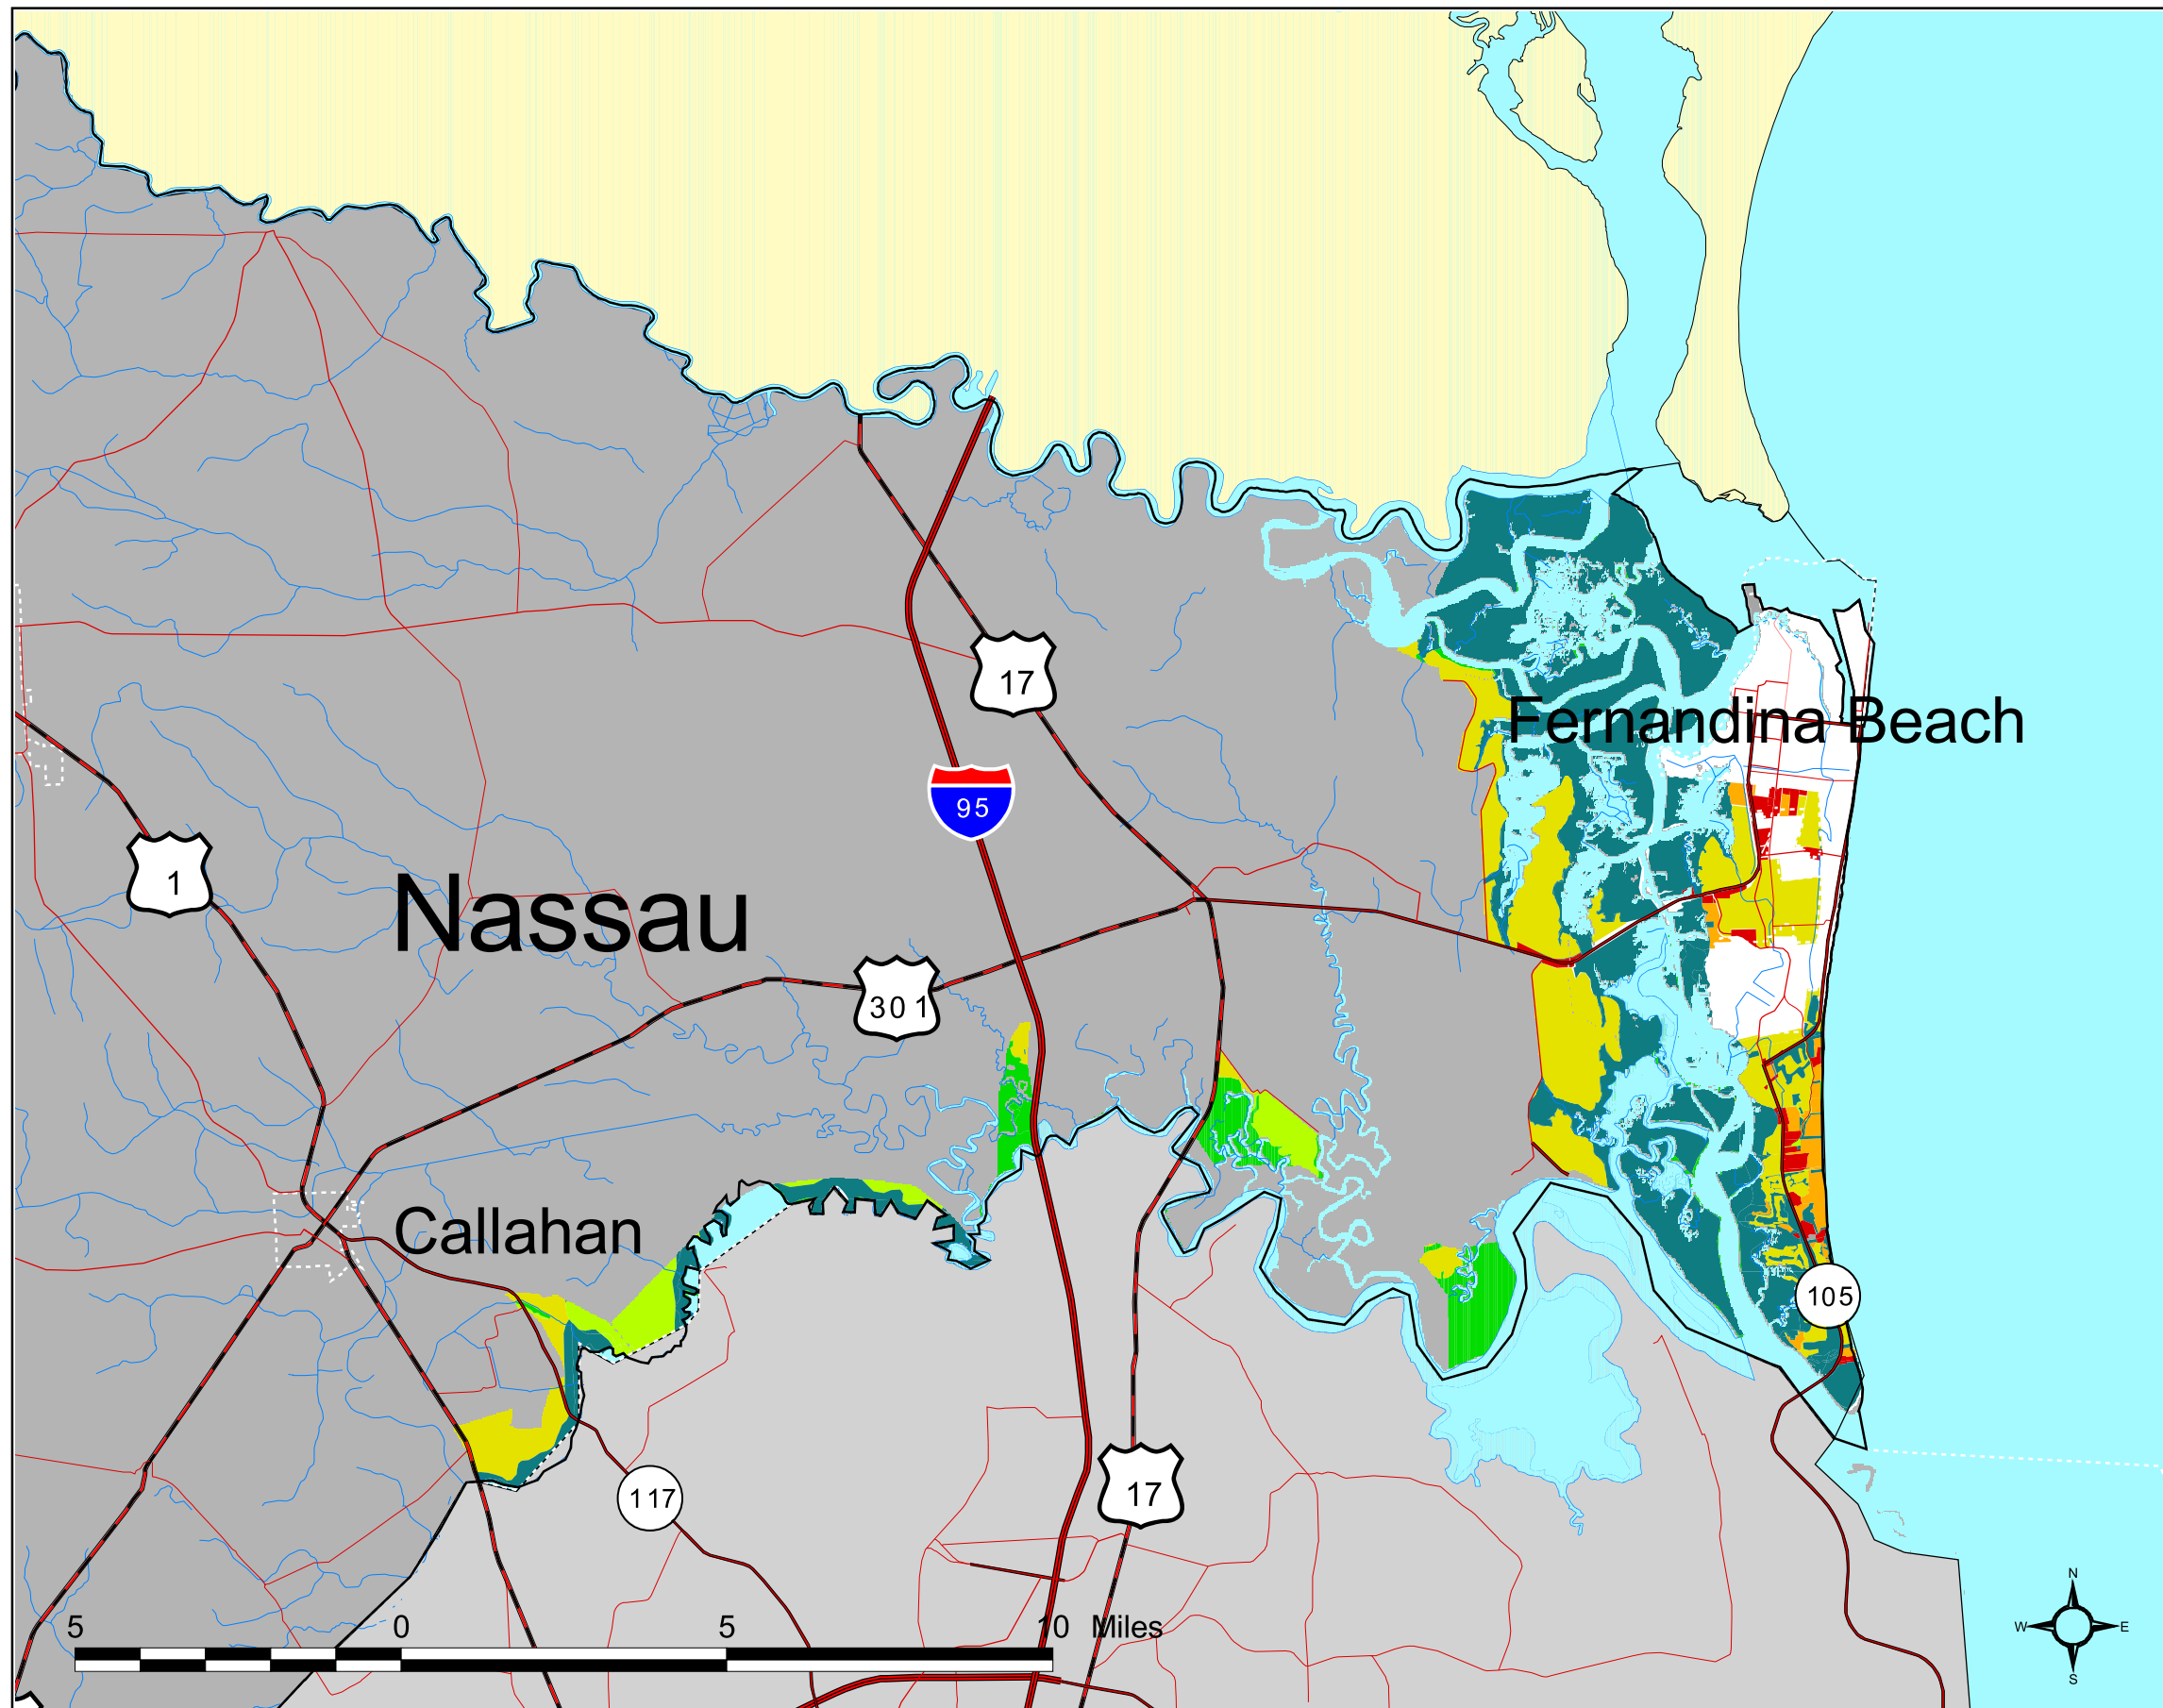 17
Fernandina Beach
95
1
Nassau
301
Callahan
105
17
117
N
W E
S
5 0 5 10 Miles